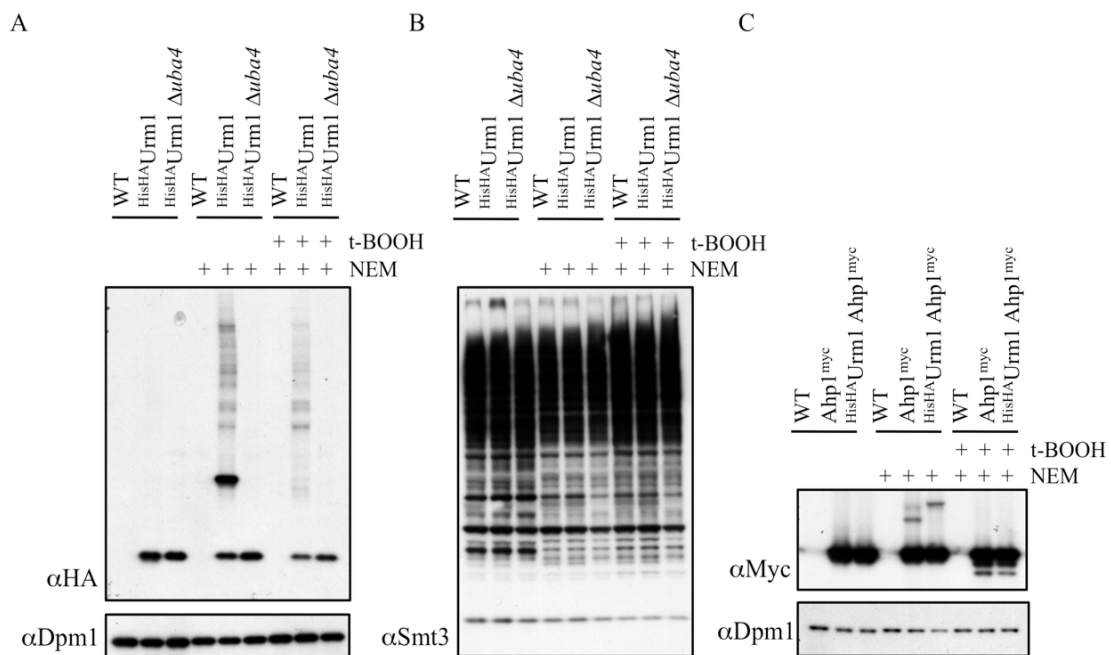 A
WT
HisHAUrm1
HisHAUrm1 Δuba4
WT
HisHAUrm1
HisHAUrm1 Δuba4
WT
HisHAUrm1
HisHAUrm1 Δuba4
+ + + t-BOOH
+ + + + + + NEM
αHA
αDpm1
B
WT
HisHAUrm1
HisHAUrm1 Δuba4
WT
HisHAUrm1
HisHAUrm1 Δuba4
WT
HisHAUrm1
HisHAUrm1 Δuba4
+ + + t-BOOH
+ + + + + + NEM
αSmt3
C
WT
Ahp1myc
HisHAUrm1 Ahp1myc
WT
Ahp1myc
HisHAUrm1 Ahp1myc
WT
Ahp1myc
HisHAUrm1 Ahp1myc
+ + + t-BOOH
+ + + + + + NEM
αMyc
αDpm1